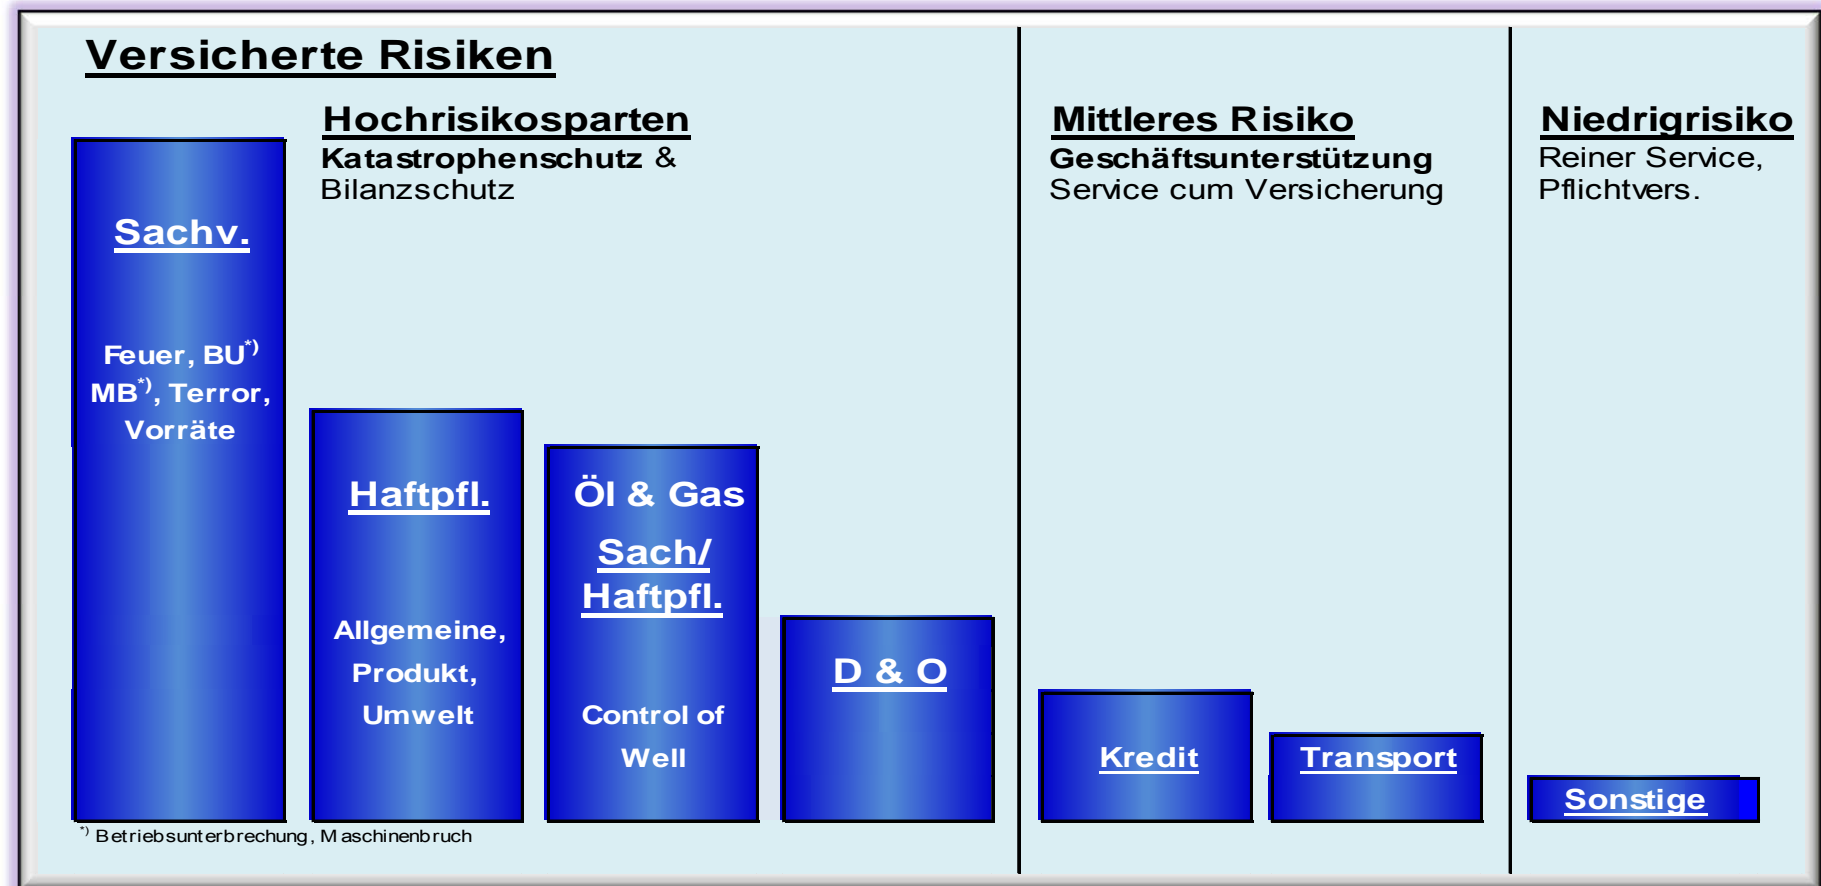 Versicherte Risiken
Hochrisikosparten
Katastrophenschutz &
Bilanzschutz
Mittleres Risiko
Geschäftsunterstützung
Service cum Versicherung
Niedrigrisiko
Reiner Service,
Pflichtvers.
Sachv.
Feuer, BU*)
MB*), Terror,
Vorräte
Haftpfl.
Allgemeine,
Produkt,
Umwelt
Öl & Gas
Sach/
Haftpfl.
Control of
Well
D & O
Kredit
Transport
Sonstige
*) Betriebsunterbrechung, Maschinenbruch